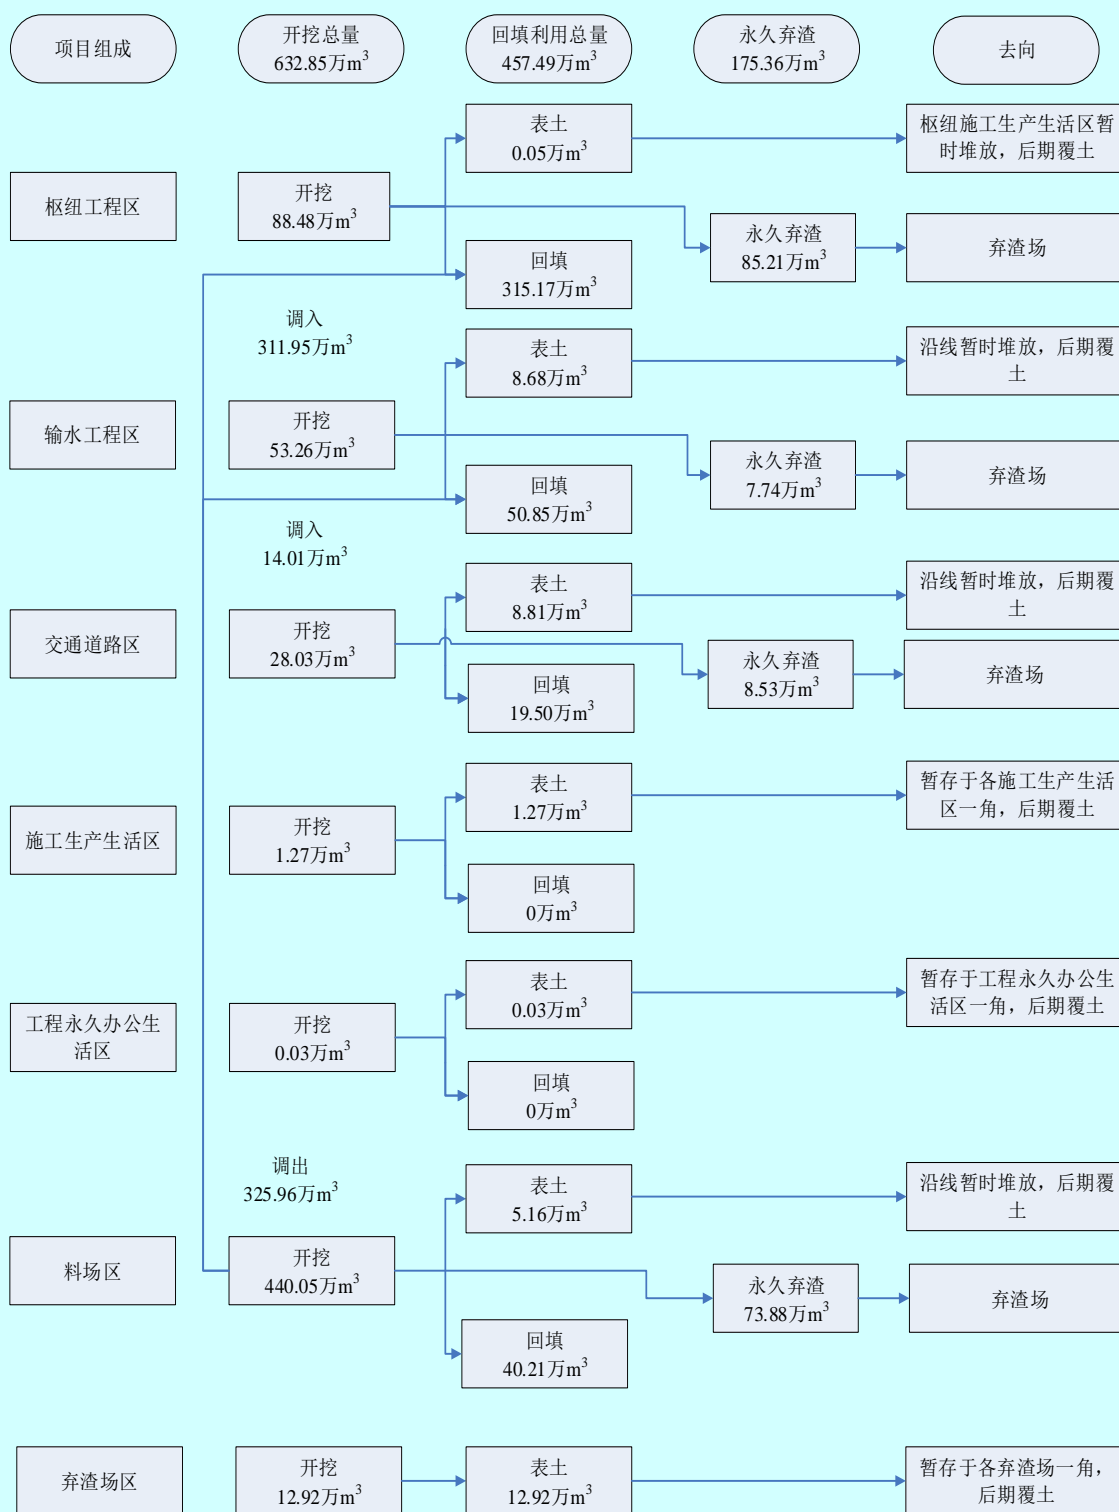 项目组成
开挖总量
632.85万m³
回填利用总量
457.49万m³
永久弃渣
175.36万m³
去向
表土
0.05万m³
枢纽施工生产生活区暂
时堆放，后期覆土
枢纽工程区
开挖
88.48万m³
永久弃渣
85.21万m³
弃渣场
回填
315.17万m³
调入
311.95万m³
表土
8.68万m³
沿线暂时堆放，后期覆
土
输水工程区
开挖
53.26万m³
永久弃渣
7.74万m³
弃渣场
回填
50.85万m³
调入
14.01万m³
表土
8.81万m³
沿线暂时堆放，后期覆
土
交通道路区
开挖
28.03万m³
永久弃渣
8.53万m³
弃渣场
回填
19.50万m³
表土
1.27万m³
暂存于各施工生产生活
区一角，后期覆土
施工生产生活区
开挖
1.27万m³
回填
0万m³
表土
0.03万m³
暂存于工程永久办公生
活区一角，后期覆土
工程永久办公生
活区
开挖
0.03万m³
回填
0万m³
调出
325.96万m³
表土
5.16万m³
沿线暂时堆放，后期覆
土
料场区
开挖
440.05万m³
永久弃渣
73.88万m³
弃渣场
回填
40.21万m³
弃渣场区
开挖
12.92万m³
表土
12.92万m³
暂存于各弃渣场一角，
后期覆土